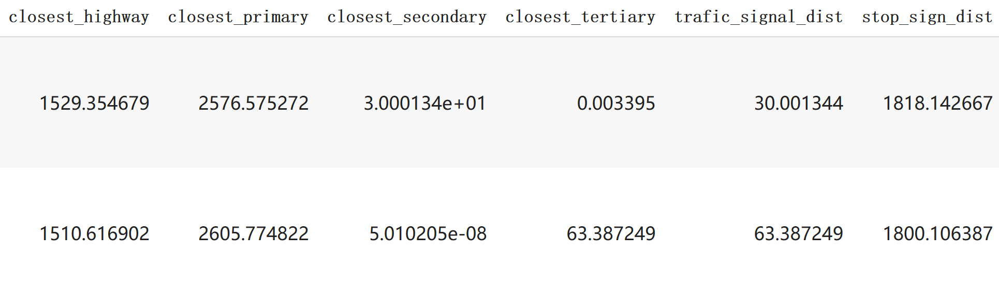 closest_highway closest_primary closest_secondary closest_tertiary trafic_signal_dist stop_sign_dist
1529.354679 2576.575272 3.000134e+01 0.003395 30.001344 1818.142667
1510.616902 2605.774822 5.010205e-08 63.387249 63.387249 1800.106387